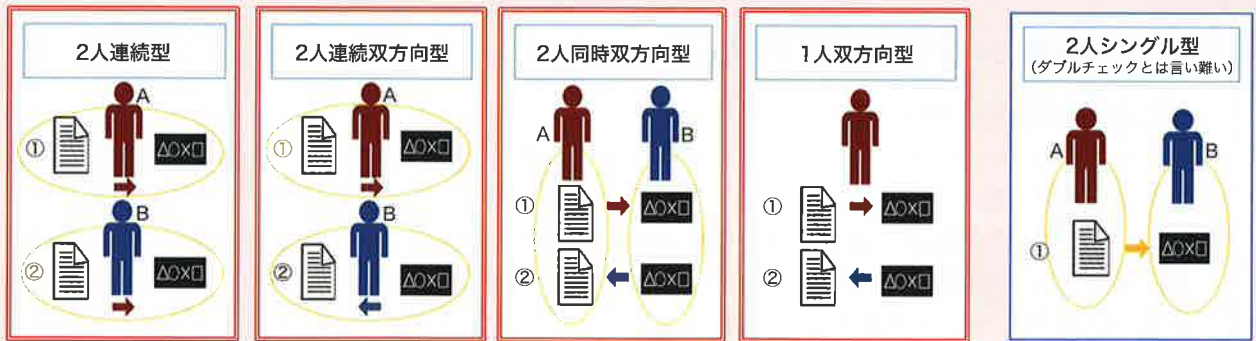 2人連続型
A
①
△○×□
B
②
△○×□
2人連続双方向型
A
①
△○×□
B
②
△○×□
2人同時双方向型
A
B
①
△○×□
②
△○×□
1人双方向型
①
△○×□
②
△○×□
2人シングル型
(ダブルチェックとは言い難い)
A
B
①
△○×□